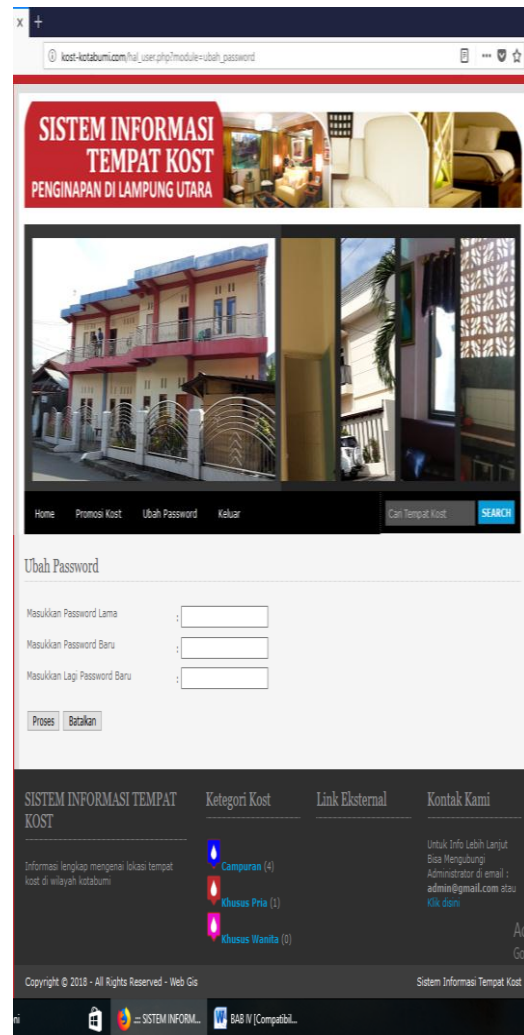 x +
kost-kotabumi.com/hal_user.php?module=ubah_password
SISTEM INFORMASI
TEMPAT KOST
PENGINAPAN DI LAMPUNG UTARA
Home Promosi Kost Ubah Password Keluar Cari Tempat Kost SEARCH
Ubah Password
Masukkan Password Lama :
Masukkan Password Baru :
Masukkan Lagi Password Baru :
Proses Batalkan
SISTEM INFORMASI TEMPAT
KOST
Informasi lengkap mengenai lokasi tempat
kost di wilayah kotabumi
Ketegori Kost
Campuran (4)
Khusus Pria (1)
Khusus Wanita (0)
Link Eksternal
Kontak Kami
Untuk Info Lebih Lanjut
Bisa Mengubungi
Administrator di email :
admin@gmail.com atau
Klik disini
Ac
Go
Copyright © 2018 - All Rights Reserved - Web Gis Sistem Informasi Tempat Kost
ni .:: SISTEM INFORM... BAB IV [Compatibil...